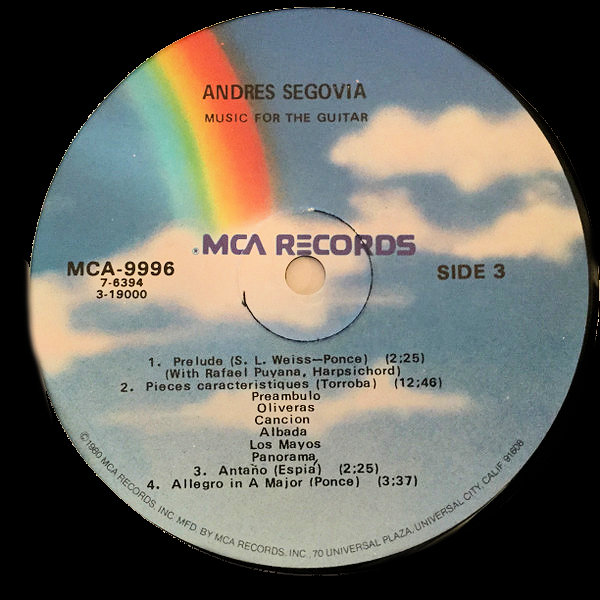 ANDRES SEGOVIA
MUSIC FOR THE GUITAR
MCA RECORDS
MCA-9996
7-6394
3-19000
SIDE 3
1. Prelude (S. L. Weiss—Ponce) (2;25)
(With Rafael Puyana, Harpsichord)
2. Pieces caracteristiques (Torroba) (12;46)
Preambulo
Oliveras
Cancion
Albada
Los Mayos
Panorama
3. Antaño (Espiá) (2;25)
4. Allegro in A Major (Ponce) (3;37)
©1980 MCA RECORDS, INC. MFD. BY MCA RECORDS, INC., 70 UNIVERSAL PLAZA, UNIVERSAL CITY, CALIF. 91608